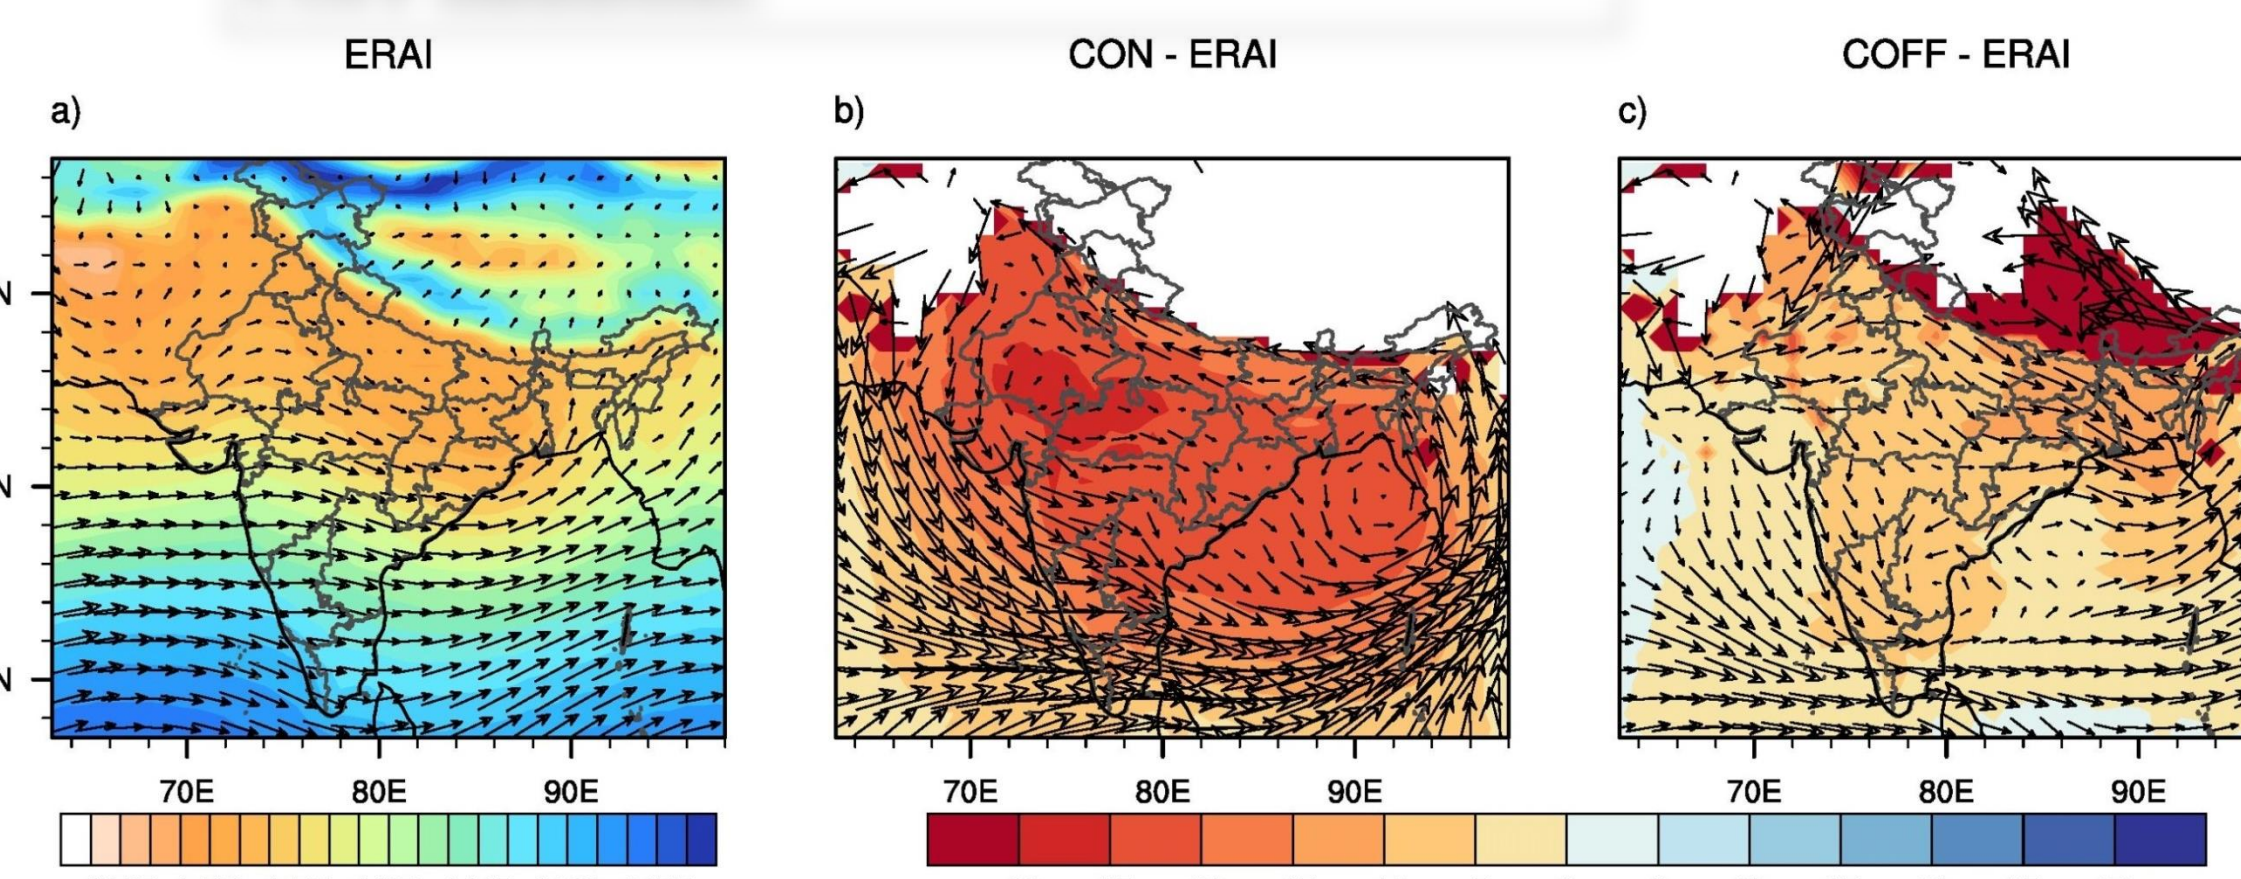 ERAI
CON - ERAI
COFF - ERAI
a)
b)
c)
N
N
N
70E 80E 90E
70E 80E 90E
70E 80E 90E